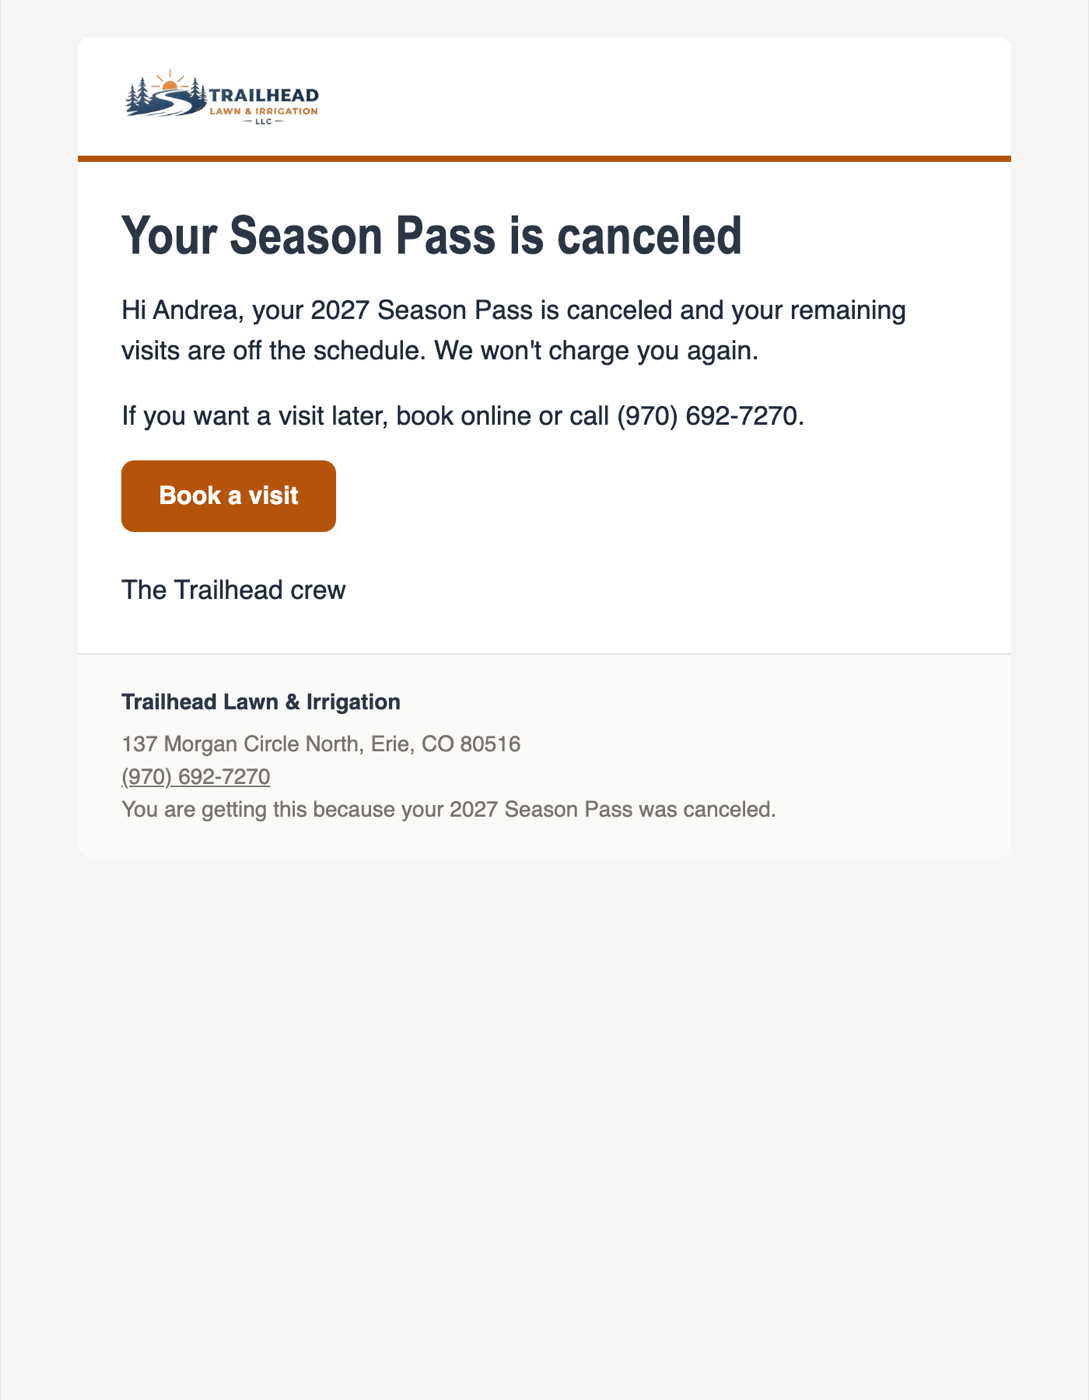 TRAILHEAD
LAWN & IRRIGATION
LLC
Your Season Pass is canceled
Hi Andrea, your 2027 Season Pass is canceled and your remaining
visits are off the schedule. We won't charge you again.
If you want a visit later, book online or call (970) 692-7270.
Book a visit
The Trailhead crew
Trailhead Lawn & Irrigation
137 Morgan Circle North, Erie, CO 80516
(970) 692-7270
You are getting this because your 2027 Season Pass was canceled.